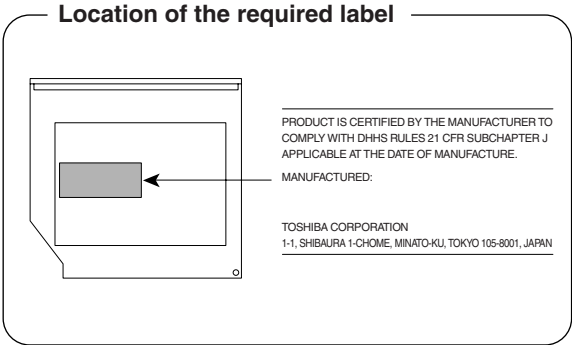 Location of the required label
PRODUCT IS CERTIFIED BY THE MANUFACTURER TO
COMPLY WITH DHHS RULES 21 CFR SUBCHAPTER J
APPLICABLE AT THE DATE OF MANUFACTURE.
MANUFACTURED:
TOSHIBA CORPORATION
1-1, SHIBAURA 1-CHOME, MINATO-KU, TOKYO 105-8001, JAPAN